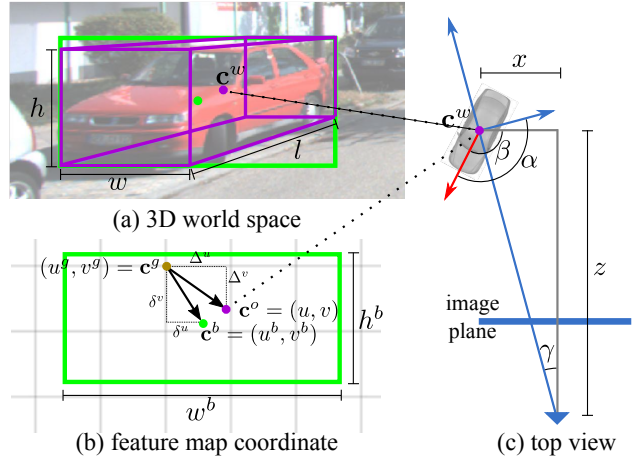 c^w
h
l
w
(a) 3D world space
(u^g, v^g) = c^g
Δ^u
Δ^v
δ^v
δ^u
c^o = (u, v)
c^b = (u^b, v^b)
h^b
w^b
(b) feature map coordinate
x
c^w
β
α
z
image
plane
γ
(c) top view